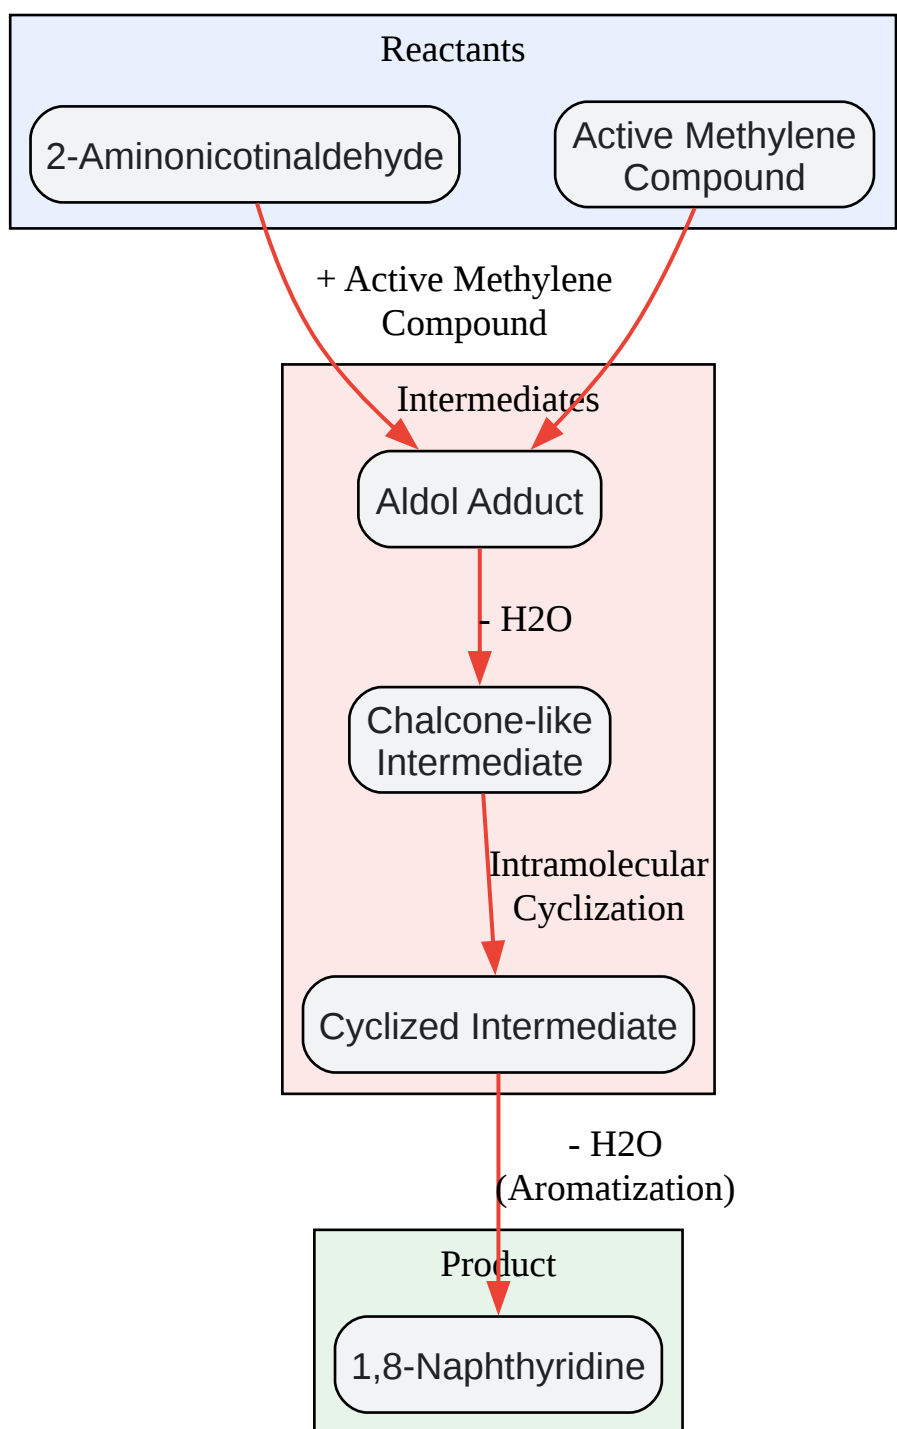 Reactants
2-Aminonicotinaldehyde
Active Methylene
Compound
+ Active Methylene
Compound
Intermediates
Aldol Adduct
- H2O
Chalcone-like
Intermediate
Intramolecular
Cyclization
Cyclized Intermediate
- H2O
(Aromatization)
Product
1,8-Naphthyridine